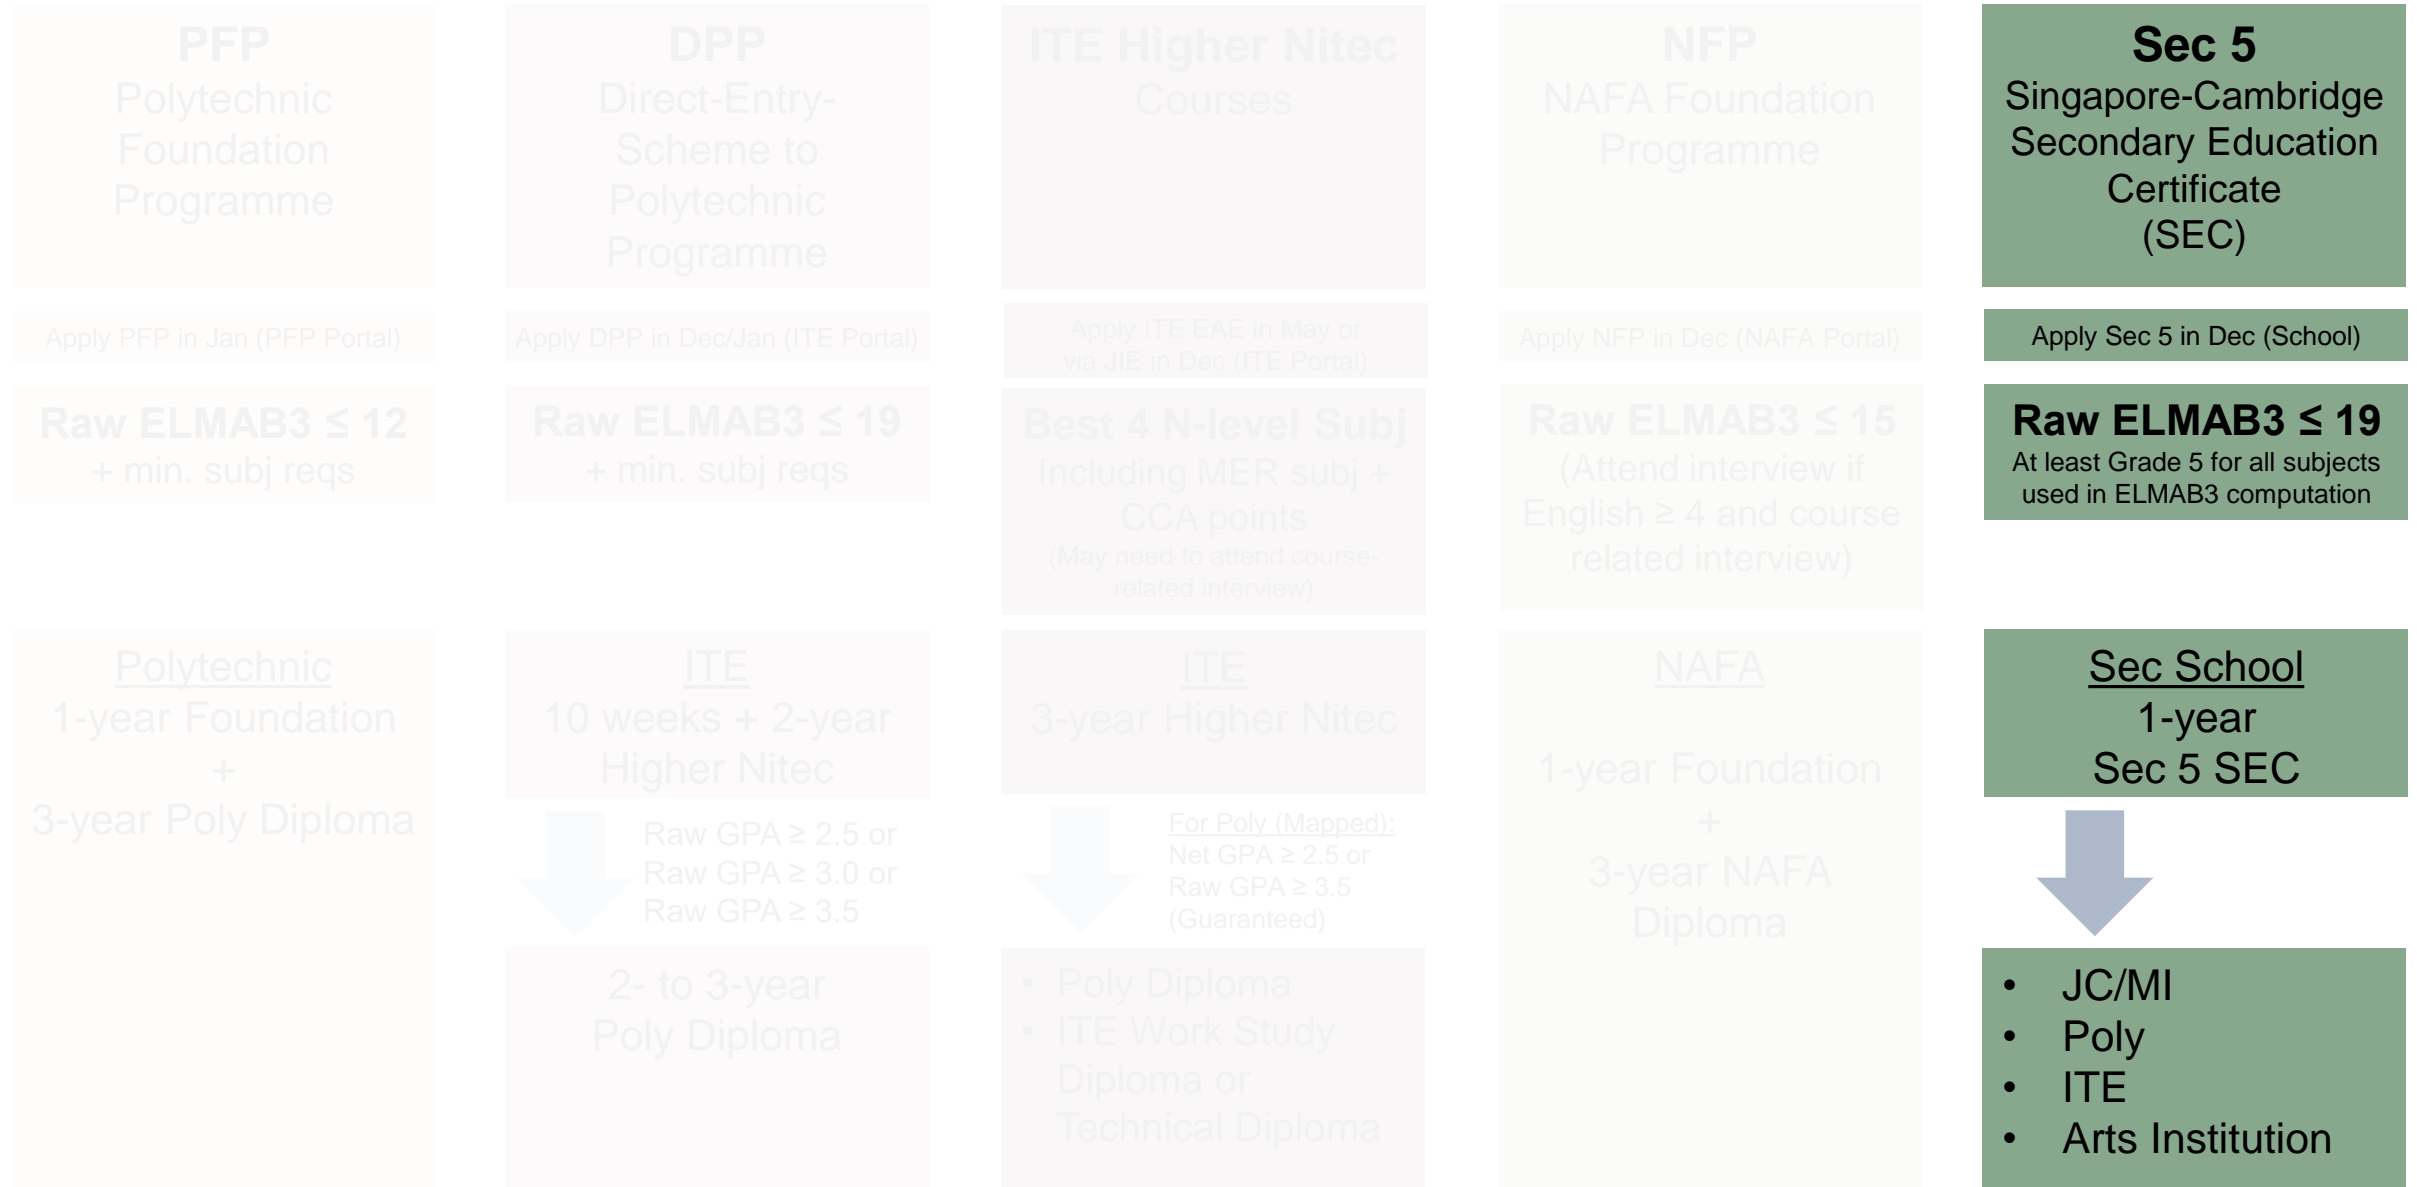 PFP
Polytechnic
Foundation
Programme
Apply PFP in Jan (PFP Portal)
Raw ELMAB3 ≤ 12
+ min. subj reqs
Polytechnic
1-year Foundation
+
3-year Poly Diploma
DPP
Direct-Entry-
Scheme to
Polytechnic
Programme
Apply DPP in Dec/Jan (ITE Portal)
Raw ELMAB3 ≤ 19
+ min. subj reqs
ITE
10 weeks + 2-year
Higher Nitec
Raw GPA ≥ 2.5 or
Raw GPA ≥ 3.0 or
Raw GPA ≥ 3.5
2- to 3-year
Poly Diploma
ITE Higher Nitec
Courses
Apply ITE EAE in May or
via JIE in Dec (ITE Portal)
Best 4 N-level Subj
Including MER subj +
CCA points
(May need to attend course-
related interview)
ITE
3-year Higher Nitec
For Poly (Mapped):
Net GPA ≥ 2.5 or
Raw GPA ≥ 3.5
(Guaranteed)
• Poly Diploma
• ITE Work Study
Diploma or
Technical Diploma
NFP
NAFA Foundation
Programme
Apply NFP in Dec (NAFA Portal)
Raw ELMAB3 ≤ 15
(Attend interview if
English ≥ 4 and course
related interview)
NAFA
1-year Foundation
+
3-year NAFA
Diploma
Sec 5
Singapore-Cambridge
Secondary Education
Certificate
(SEC)
Apply Sec 5 in Dec (School)
Raw ELMAB3 ≤ 19
At least Grade 5 for all subjects
used in ELMAB3 computation
Sec School
1-year
Sec 5 SEC
• JC/MI
• Poly
• ITE
• Arts Institution